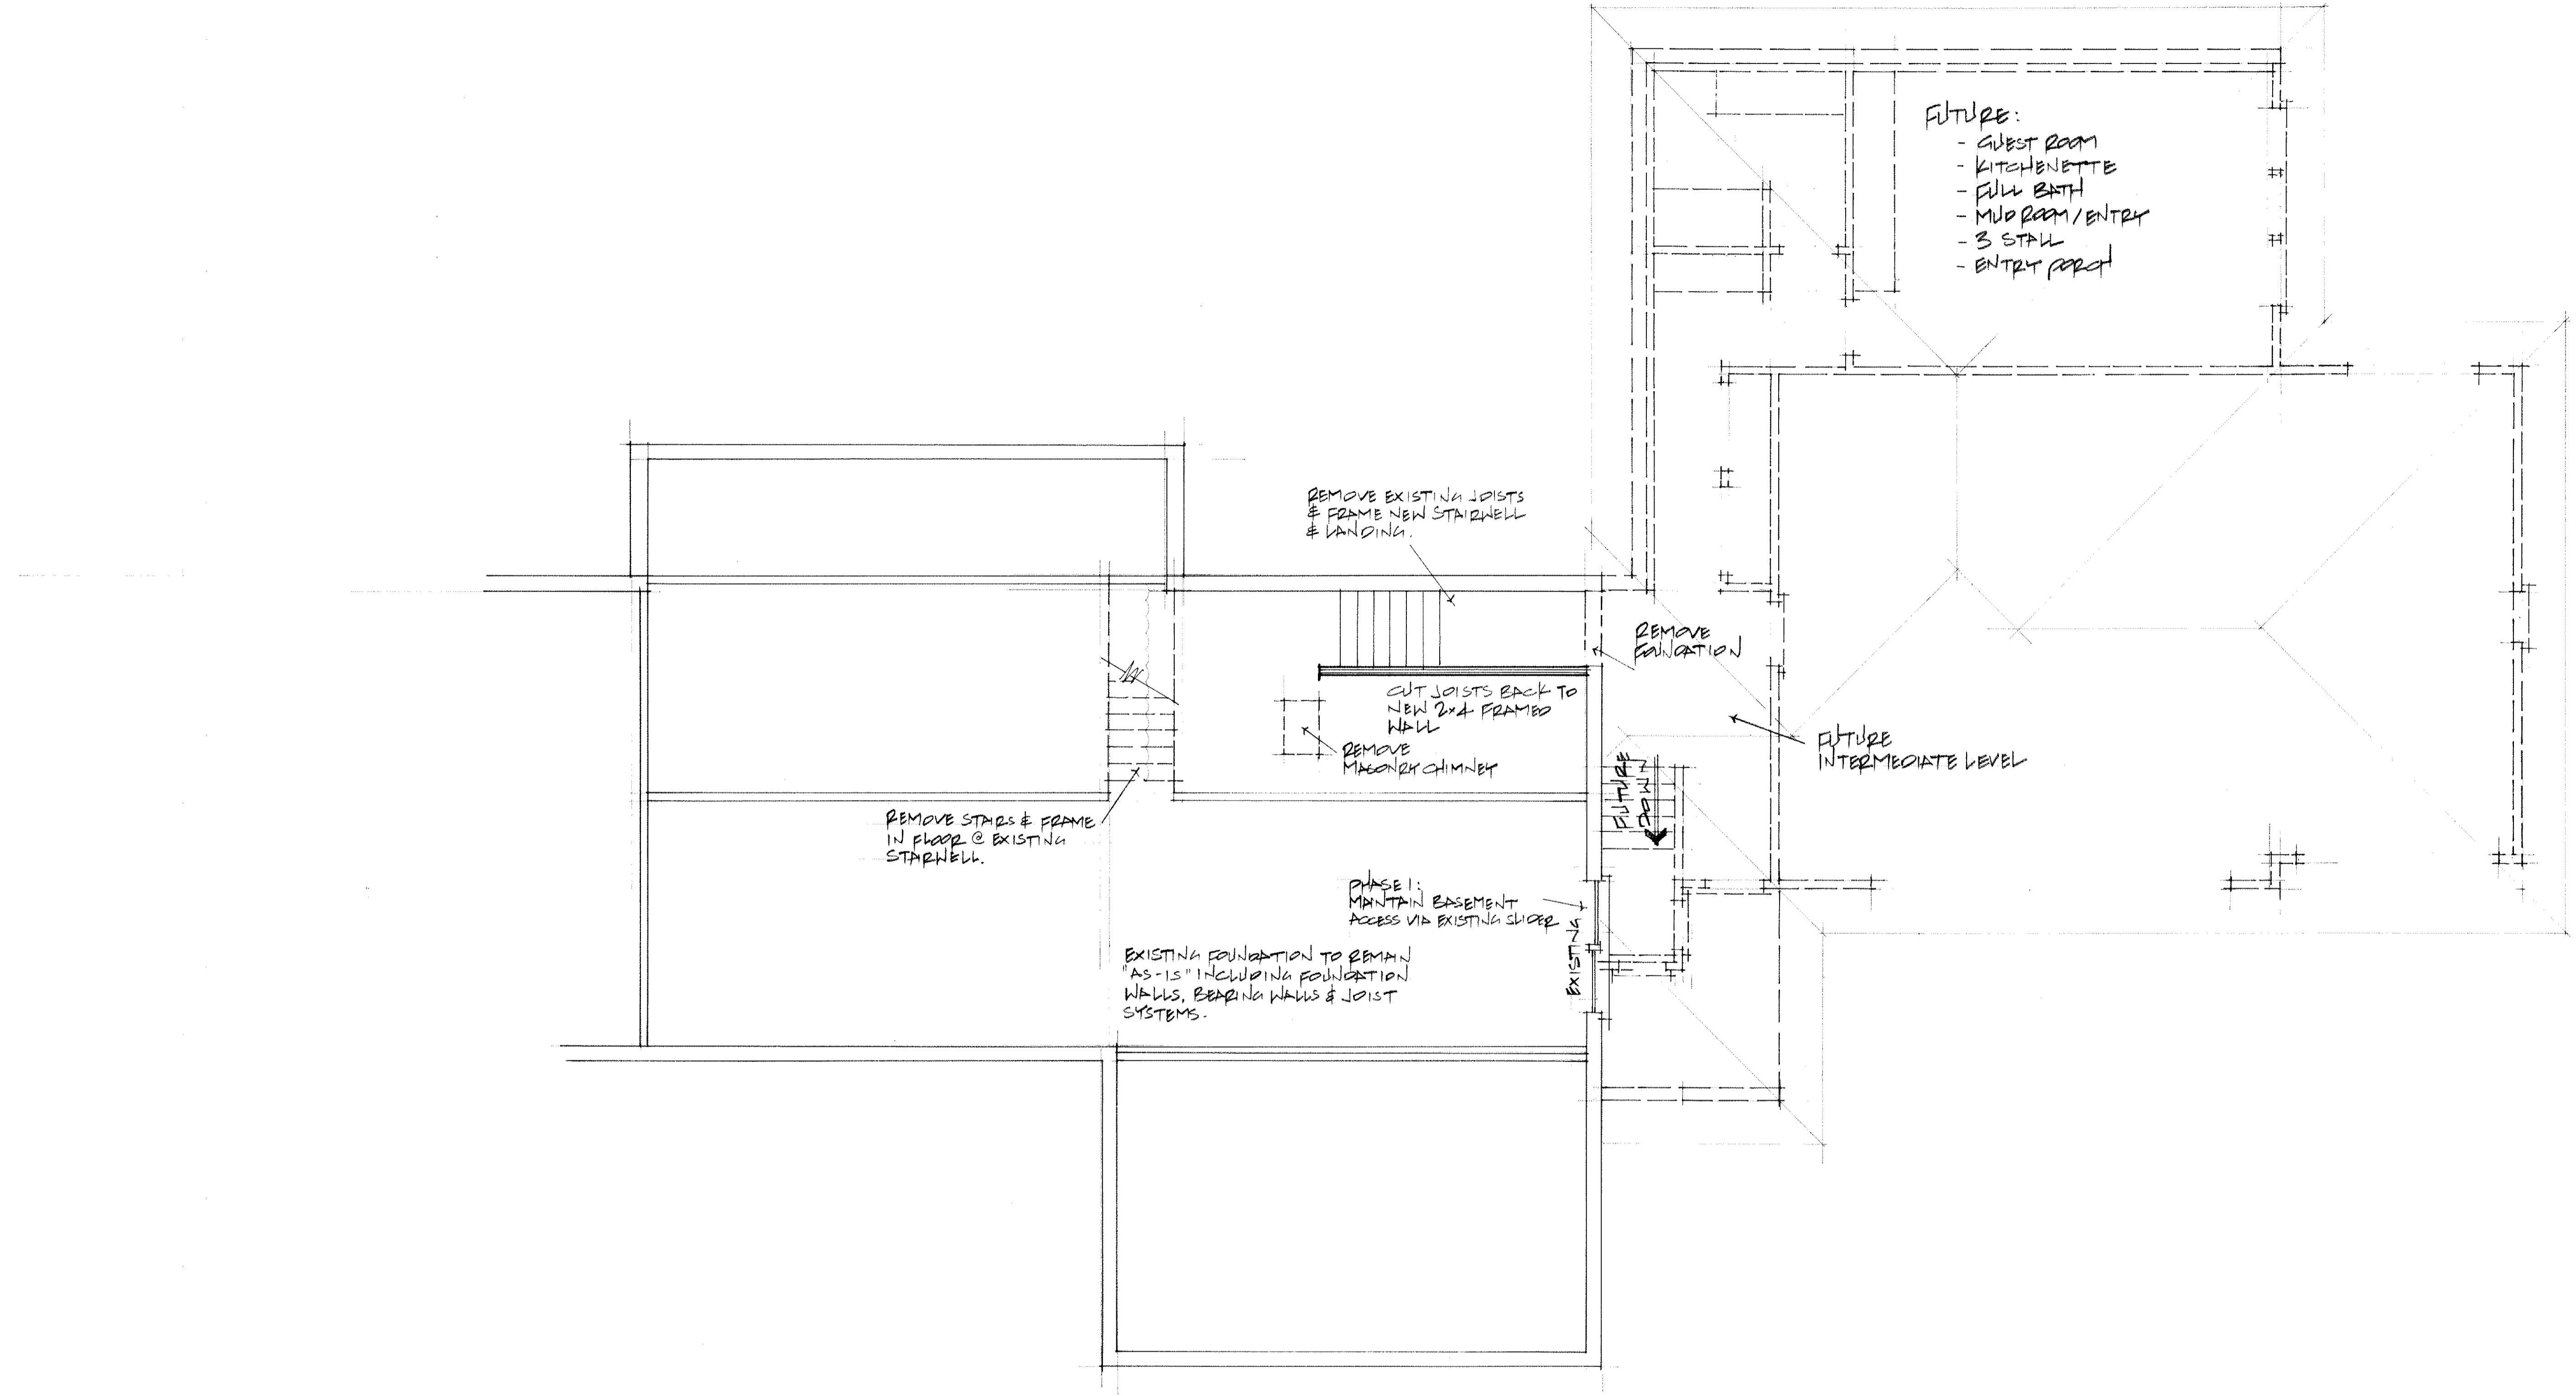 FUTURE:
- GUEST ROOM
- KITCHENETTE
- FULL BATH
- MUD ROOM/ENTRY
- 3 STALL
- ENTRY PORCH
REMOVE EXISTING JOISTS
& FRAME NEW STAIRWELL
& LANDING.
REMOVE
FOUNDATION
CUT JOISTS BACK TO
NEW 2x4 FRAMED
WALL
REMOVE
MASONRY CHIMNEY
FUTURE
INTERMEDIATE LEVEL
FUTURE
DOWN
REMOVE STAIRS & FRAME
IN FLOOR @ EXISTING
STAIRWELL.
PHASE 1:
MAINTAIN BASEMENT
ACCESS VIA EXISTING SLIDER
EXISTING
EXISTING FOUNDATION TO REMAIN
"AS-IS" INCLUDING FOUNDATION
WALLS, BEARING WALLS & JOIST
SYSTEMS.